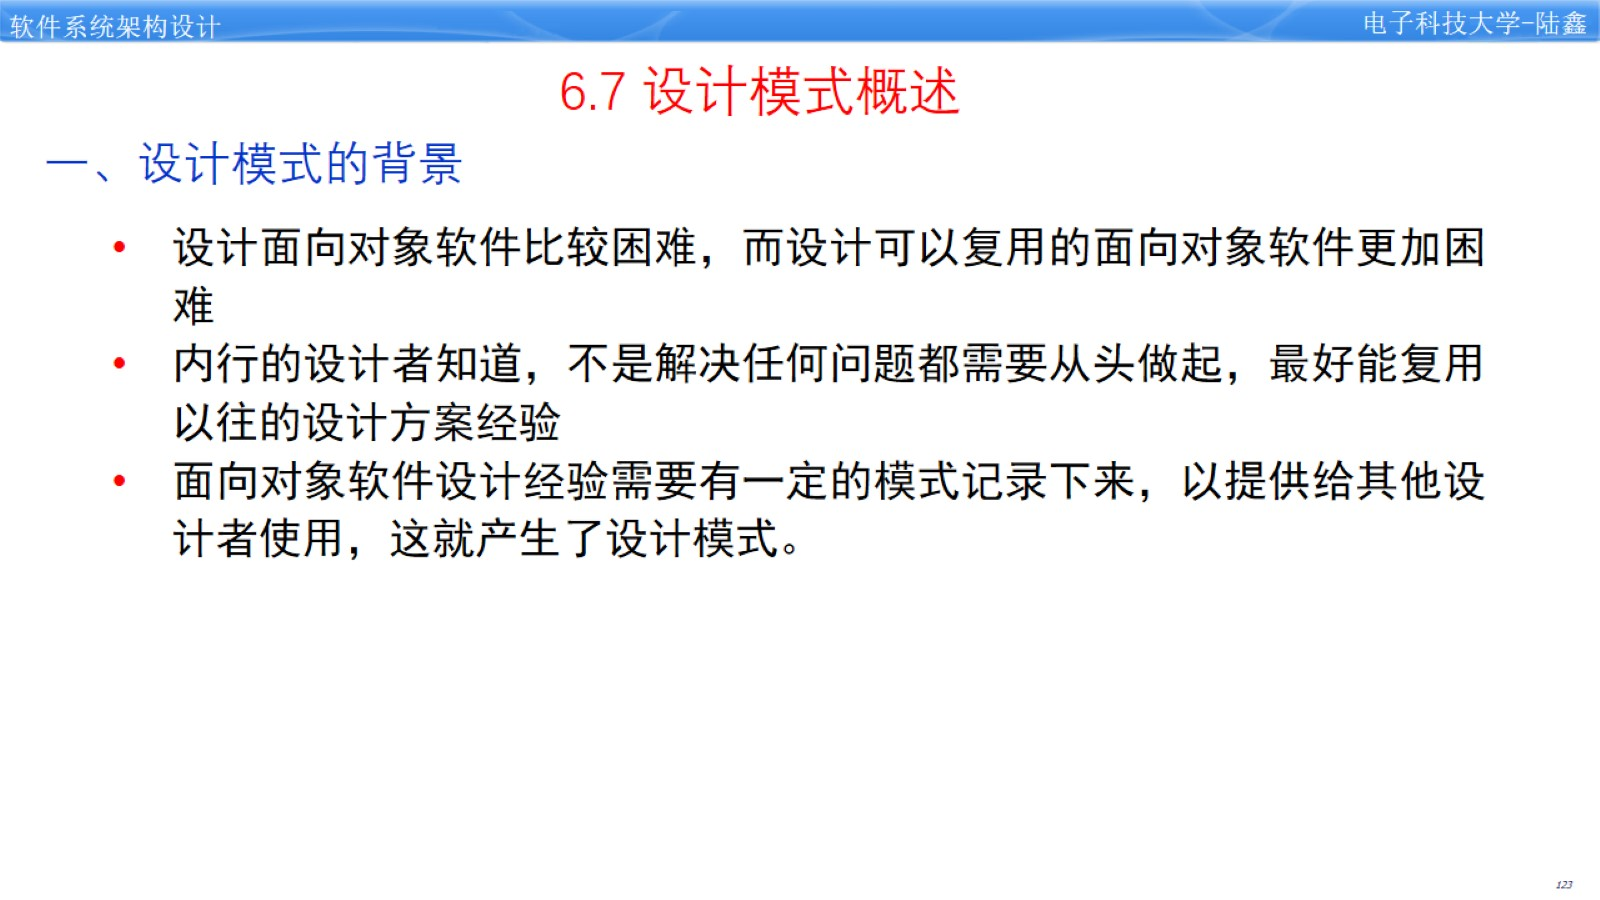 软件系统架构设计
电子科技大学-陆鑫
6.7 设计模式概述
一、设计模式的背景
• 设计面向对象软件比较困难，而设计可以复用的面向对象软件更加困
难
• 内行的设计者知道，不是解决任何问题都需要从头做起，最好能复用
以往的设计方案经验
• 面向对象软件设计经验需要有一定的模式记录下来，以提供给其他设
计者使用，这就产生了设计模式。
123